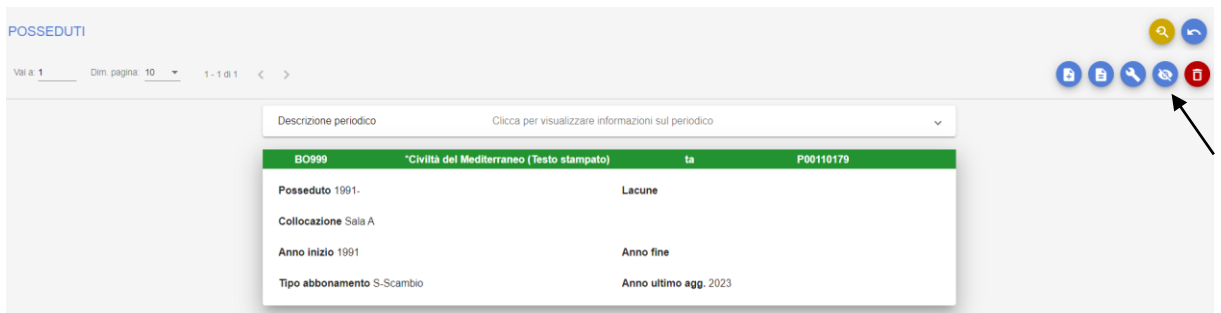 POSSEDUTI
Vai a: 1 Dim. pagina: 10 1 - 1 di 1
Descrizione periodico Clicca per visualizzare informazioni sul periodico
BO999 *Civiltà del Mediterraneo (Testo stampato) ta P00110179
Posseduto 1991- Lacune
Collocazione Sala A
Anno inizio 1991 Anno fine
Tipo abbonamento S-Scambio Anno ultimo agg. 2023